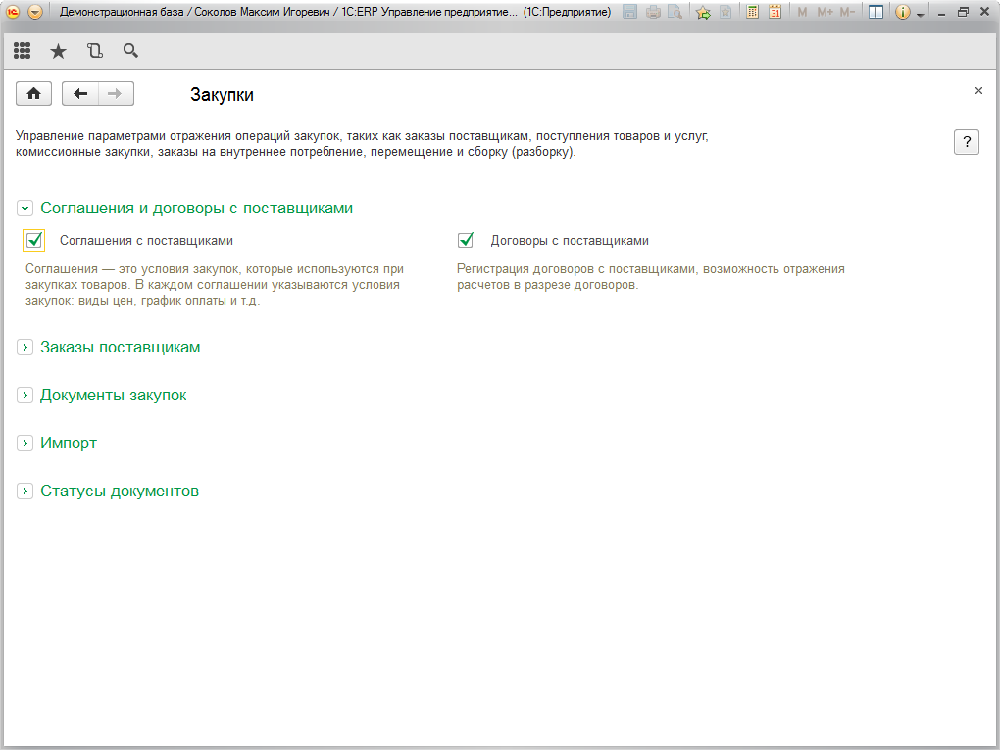 Демонстрационная база / Соколов Максим Игоревич / 1С:ERP Управление предприятие... (1С:Предприятие)
31
M M+ M-
Закупки
Управление параметрами отражения операций закупок, таких как заказы поставщикам, поступления товаров и услуг,
комиссионные закупки, заказы на внутреннее потребление, перемещение и сборку (разборку).
?
Соглашения и договоры с поставщиками
Соглашения с поставщиками
Договоры с поставщиками
Соглашения — это условия закупок, которые используются при
закупках товаров. В каждом соглашении указываются условия
закупок: виды цен, график оплаты и т.д.
Регистрация договоров с поставщиками, возможность отражения
расчетов в разрезе договоров.
Заказы поставщикам
Документы закупок
Импорт
Статусы документов